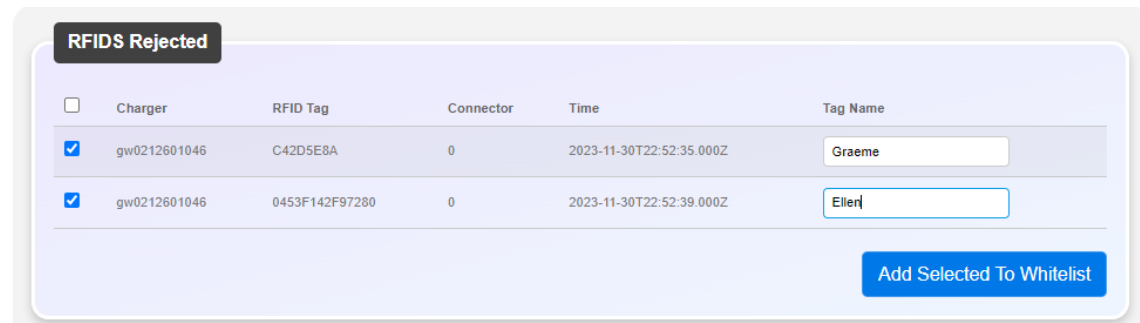 RFIDS Rejected
Charger RFID Tag Connector Time Tag Name
gw0212601046 C42D5E8A 0 2023-11-30T22:52:35.000Z Graeme
gw0212601046 0453F142F97280 0 2023-11-30T22:52:39.000Z Ellen
Add Selected To Whitelist